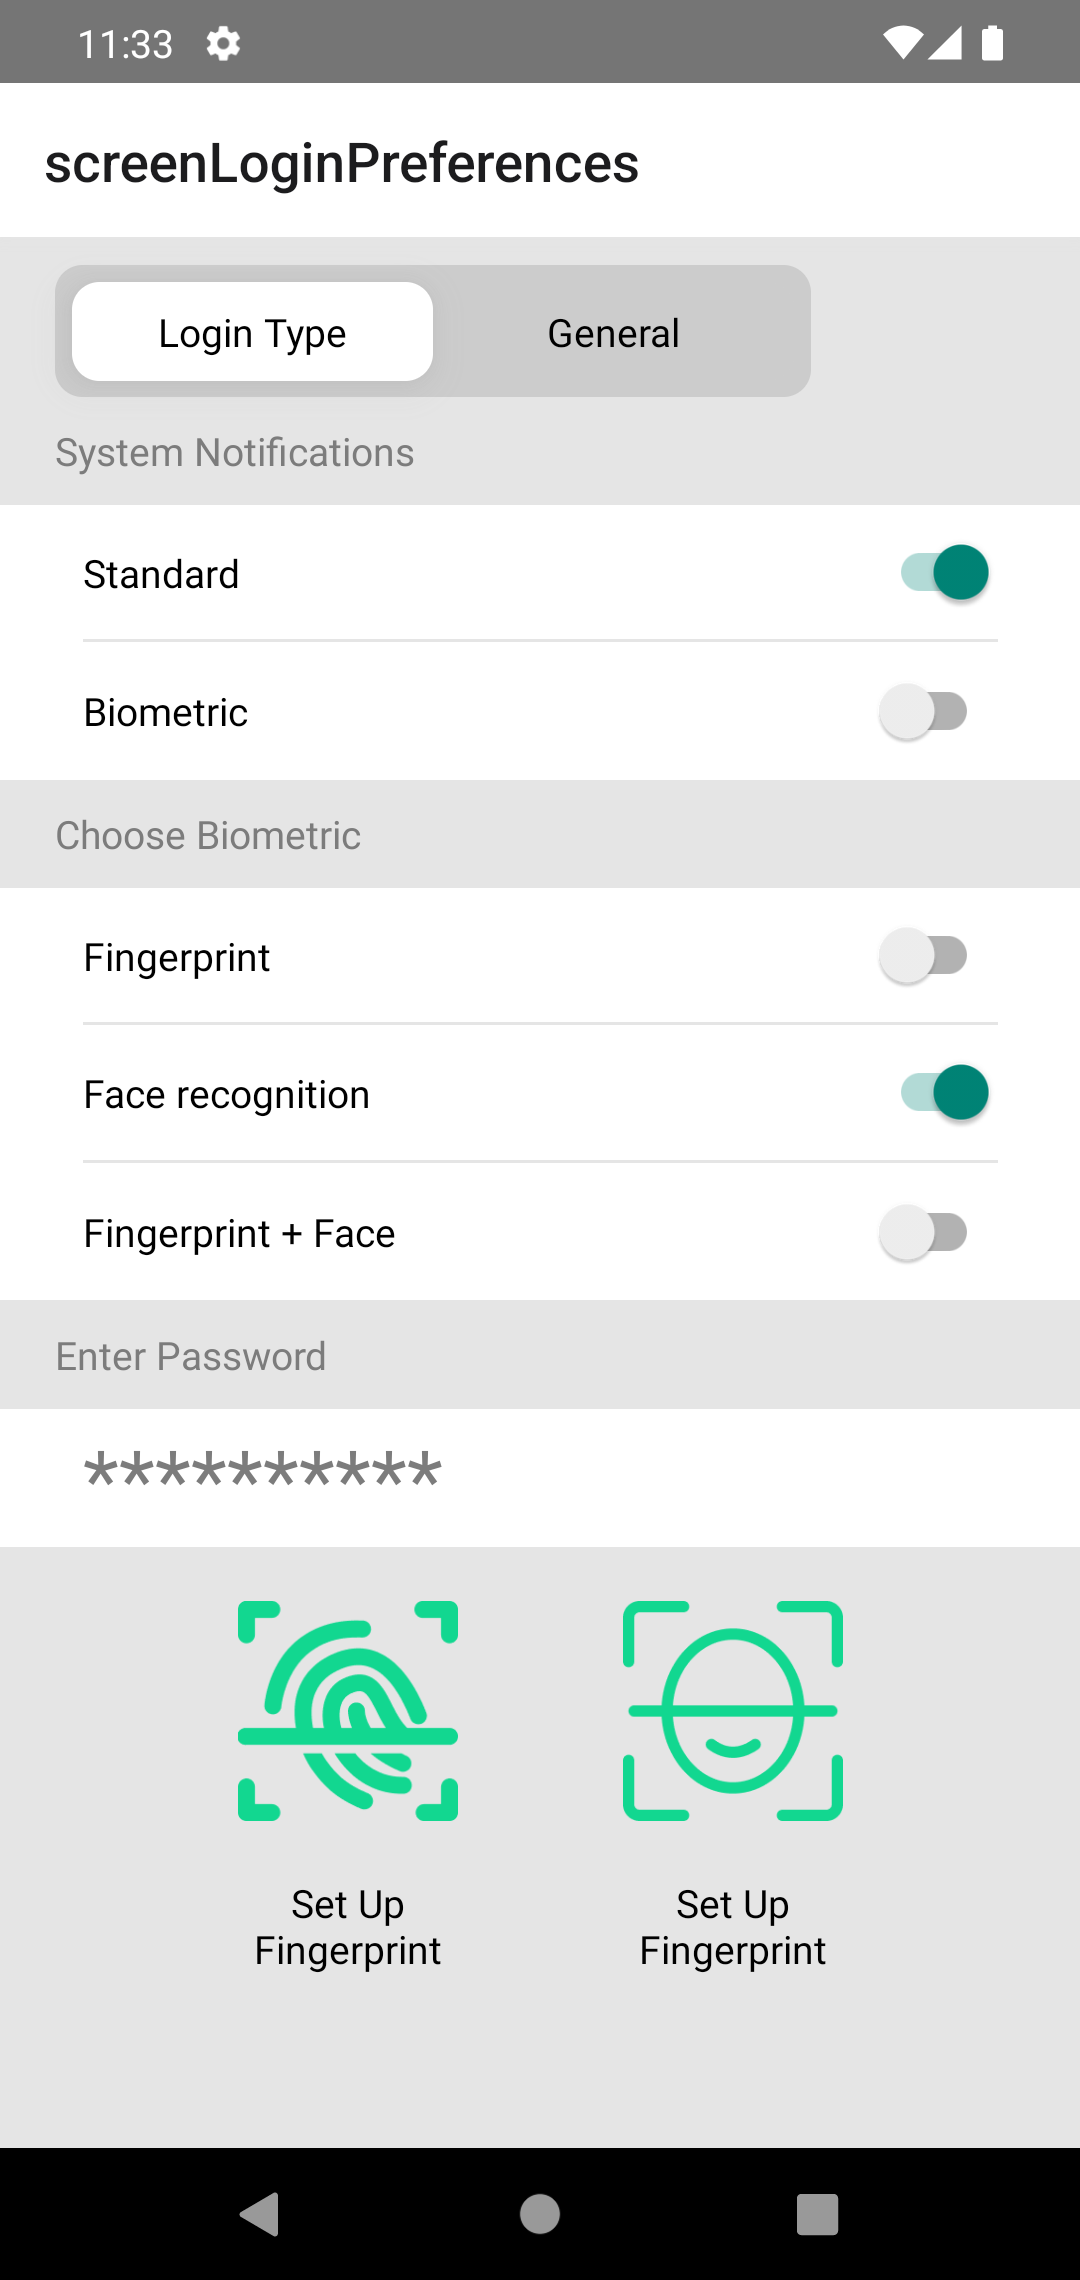 11:33
screenLoginPreferences
Login Type
General
System Notifications
Standard
Biometric
Choose Biometric
Fingerprint
Face recognition
Fingerprint + Face
Enter Password
**********
Set Up
Fingerprint
Set Up
Fingerprint